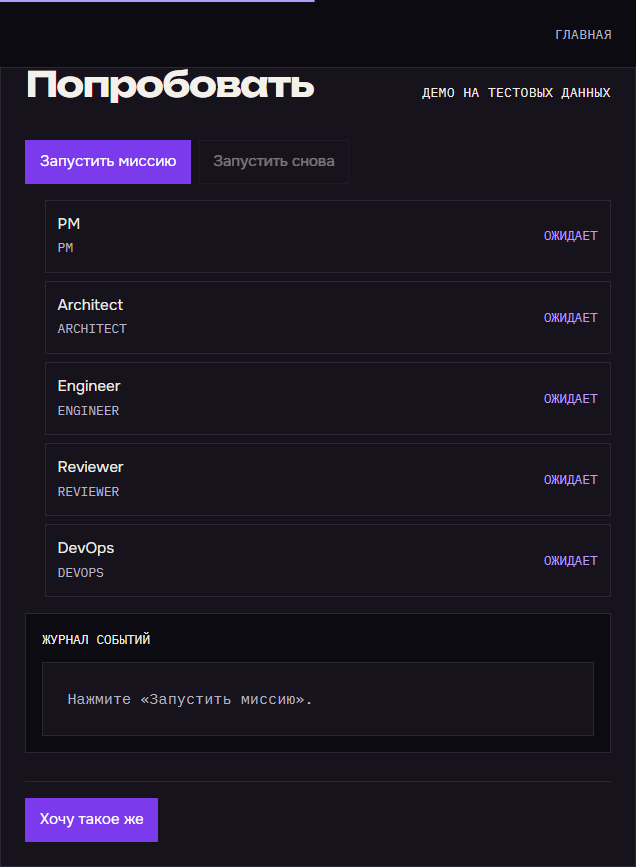 ГЛАВНАЯ
Попробовать
ДЕМО НА ТЕСТОВЫХ ДАННЫХ
Запустить миссию
Запустить снова
PM
PM
ОЖИДАЕТ
Architect
ARCHITECT
ОЖИДАЕТ
Engineer
ENGINEER
ОЖИДАЕТ
Reviewer
REVIEWER
ОЖИДАЕТ
DevOps
DEVOPS
ОЖИДАЕТ
ЖУРНАЛ СОБЫТИЙ
Нажмите «Запустить миссию».
Хочу такое же